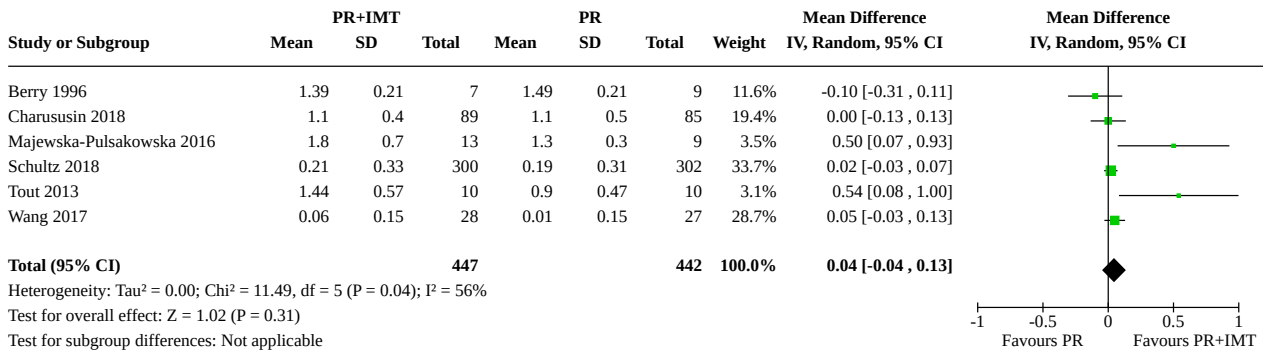 PR+IMT PR Mean Difference Mean Difference
Study or Subgroup Mean SD Total Mean SD Total Weight IV, Random, 95% CI IV, Random, 95% CI
Berry 1996 1.39 0.21 7 1.49 0.21 9 11.6% -0.10 [-0.31 , 0.11]
Charususin 2018 1.1 0.4 89 1.1 0.5 85 19.4% 0.00 [-0.13 , 0.13]
Majewska-Pulsakowska 2016 1.8 0.7 13 1.3 0.3 9 3.5% 0.50 [0.07 , 0.93]
Schultz 2018 0.21 0.33 300 0.19 0.31 302 33.7% 0.02 [-0.03 , 0.07]
Tout 2013 1.44 0.57 10 0.9 0.47 10 3.1% 0.54 [0.08 , 1.00]
Wang 2017 0.06 0.15 28 0.01 0.15 27 28.7% 0.05 [-0.03 , 0.13]
Total (95% CI) 447 442 100.0% 0.04 [-0.04 , 0.13]
Heterogeneity: Tau² = 0.00; Chi² = 11.49, df = 5 (P = 0.04); I² = 56%
Test for overall effect: Z = 1.02 (P = 0.31)
Test for subgroup differences: Not applicable
-1 -0.5 0 0.5 1
Favours PR Favours PR+IMT